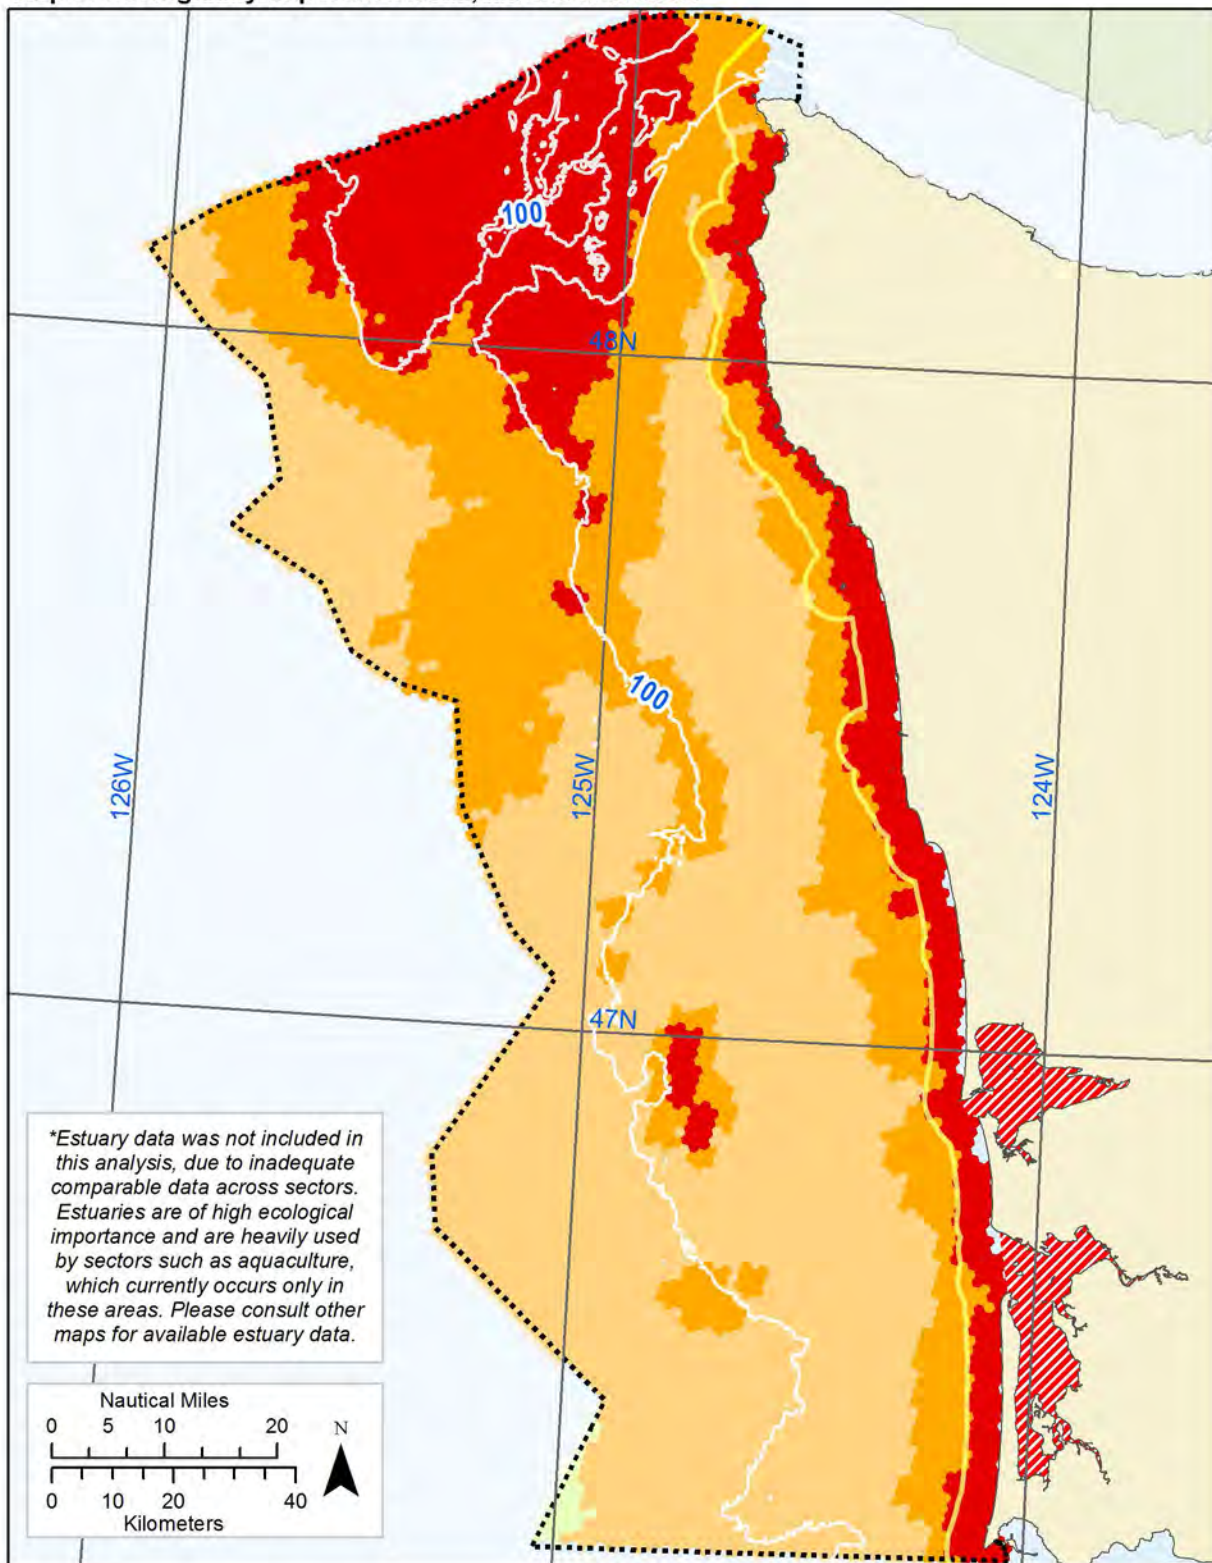 100
48N
100
126W
125W
124W
47N
*Estuary data was not included in
this analysis, due to inadequate
comparable data across sectors.
Estuaries are of high ecological
importance and are heavily used
by sectors such as aquaculture,
which currently occurs only in
these areas. Please consult other
maps for available estuary data.
Nautical Miles
0 5 10 20
N
0 10 20 40
Kilometers